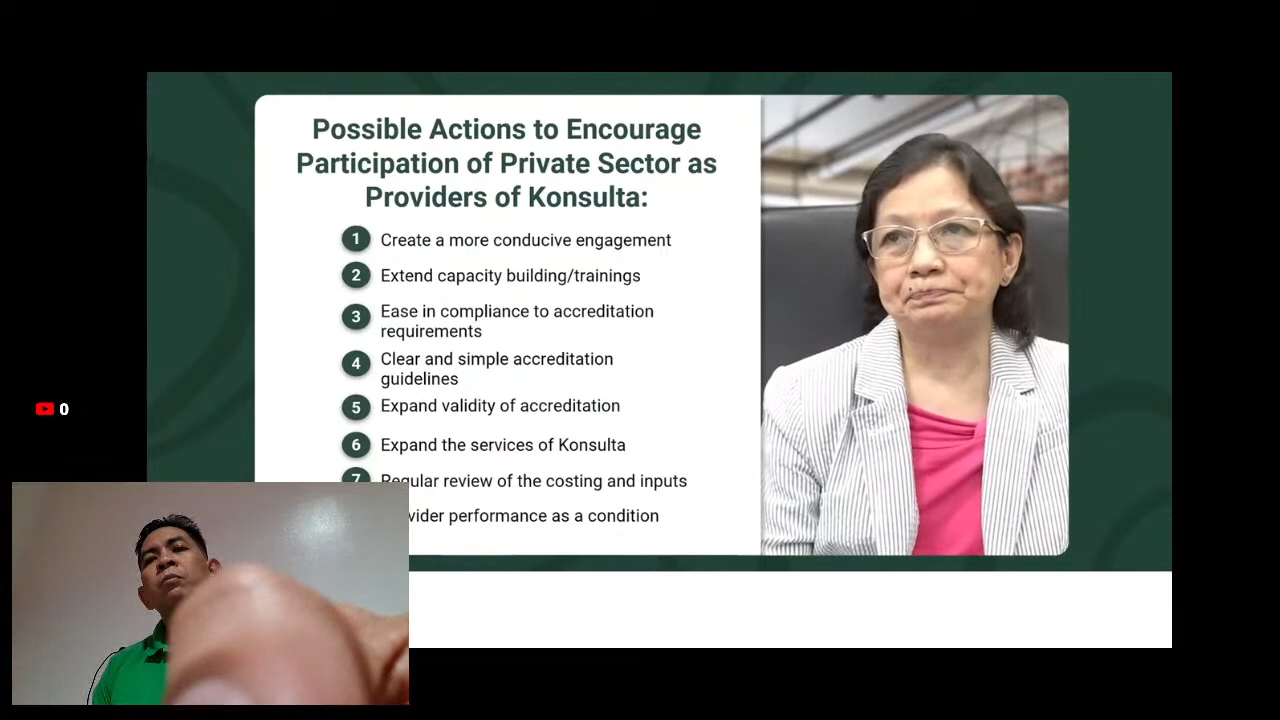 Possible Actions to Encourage
Participation of Private Sector as
Providers of Konsulta:
1 Create a more conducive engagement
2 Extend capacity building/trainings
3 Ease in compliance to accreditation
requirements
4 Clear and simple accreditation
guidelines
5 Expand validity of accreditation
6 Expand the services of Konsulta
7 Regular review of the costing and inputs
performance as a condition
0